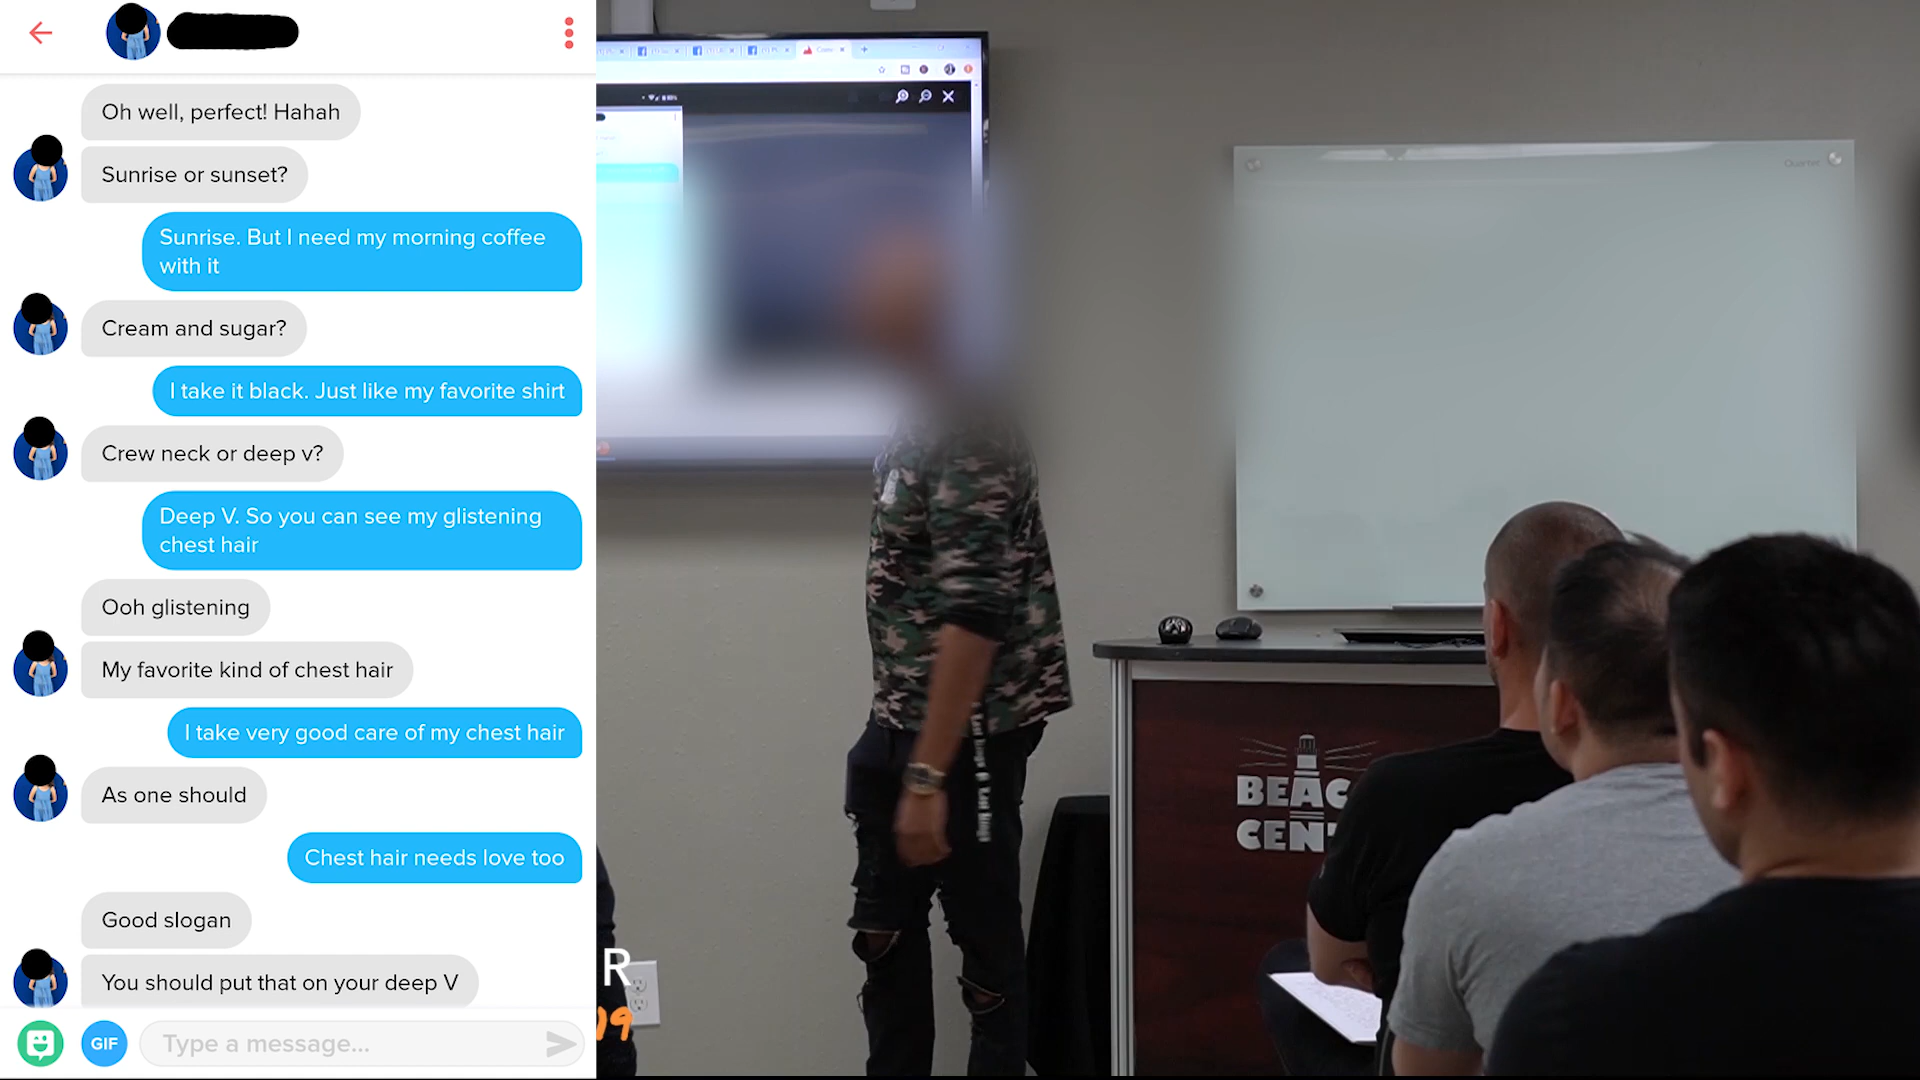 Oh well, perfect! Hahah
Sunrise or sunset?
Sunrise. But I need my morning coffee
with it
Cream and sugar?
I take it black. Just like my favorite shirt
Crew neck or deep v?
Deep V. So you can see my glistening
chest hair
Ooh glistening
My favorite kind of chest hair
I take very good care of my chest hair
As one should
Chest hair needs love too
Good slogan
You should put that on your deep V
GIF
Type a message...
Quartet
BEAC
CEN
R
19